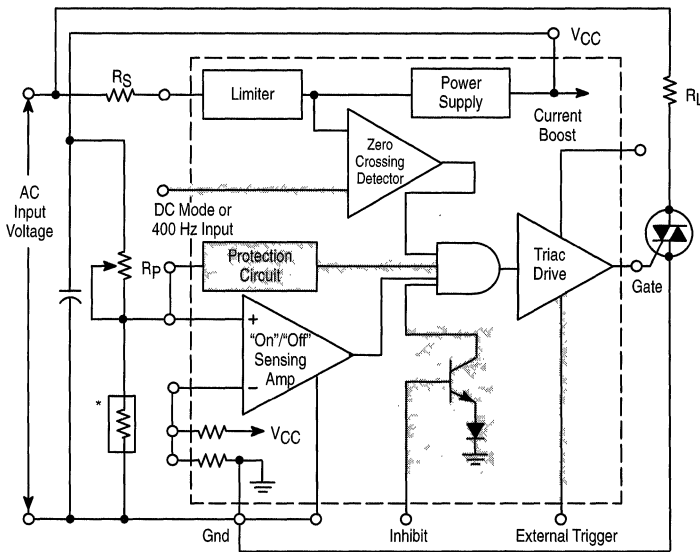 VCC
RS
Limiter
Power
Supply
Current
Boost
RL
Zero
Crossing
Detector
AC
Input
Voltage
DC Mode or
400 Hz Input
RP
Protection
Circuit
Triac
Drive
Gate
+
"On"/"Off"
Sensing
Amp
−
*
VCC
Gnd
Inhibit
External Trigger